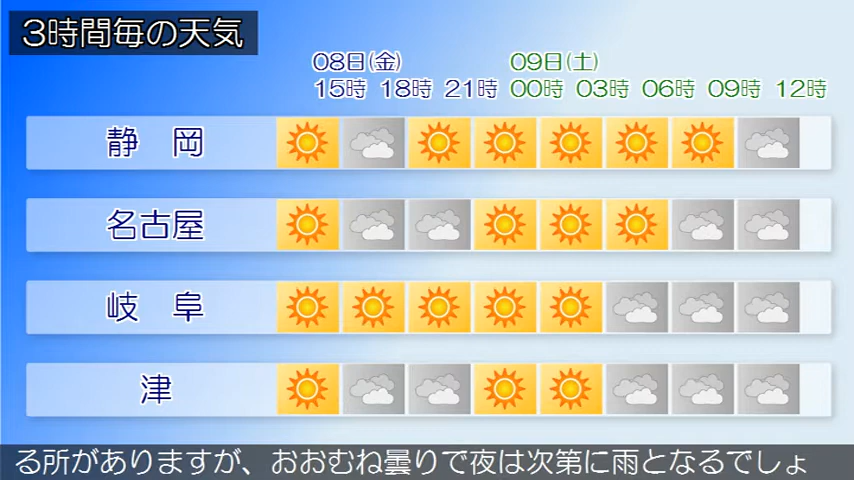 3時間毎の天気
08日(金) 09日(土)
15時 18時 21時 00時 03時 06時 09時 12時
静 岡
名古屋
岐 阜
津
る所がありますが、おおむね曇りで夜は次第に雨となるでしょ